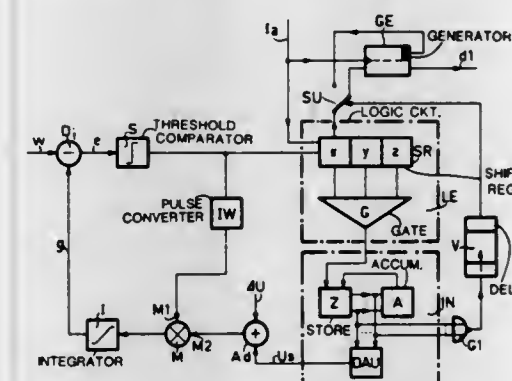 fa
GE
GENERATOR
d1
SU
LOGIC CKT.
w
Di
e
S
THRESHOLD
COMPARATOR
x y z
SR
SHIF
REG
PULSE
CONVERTER
IW
G
LE
GATE
V
DEL
g
ΔU
ACCUM.
Z
A
IN
STORE
I
M1
M
M2
Ad
Us
DAU
G1
INTEGRATOR